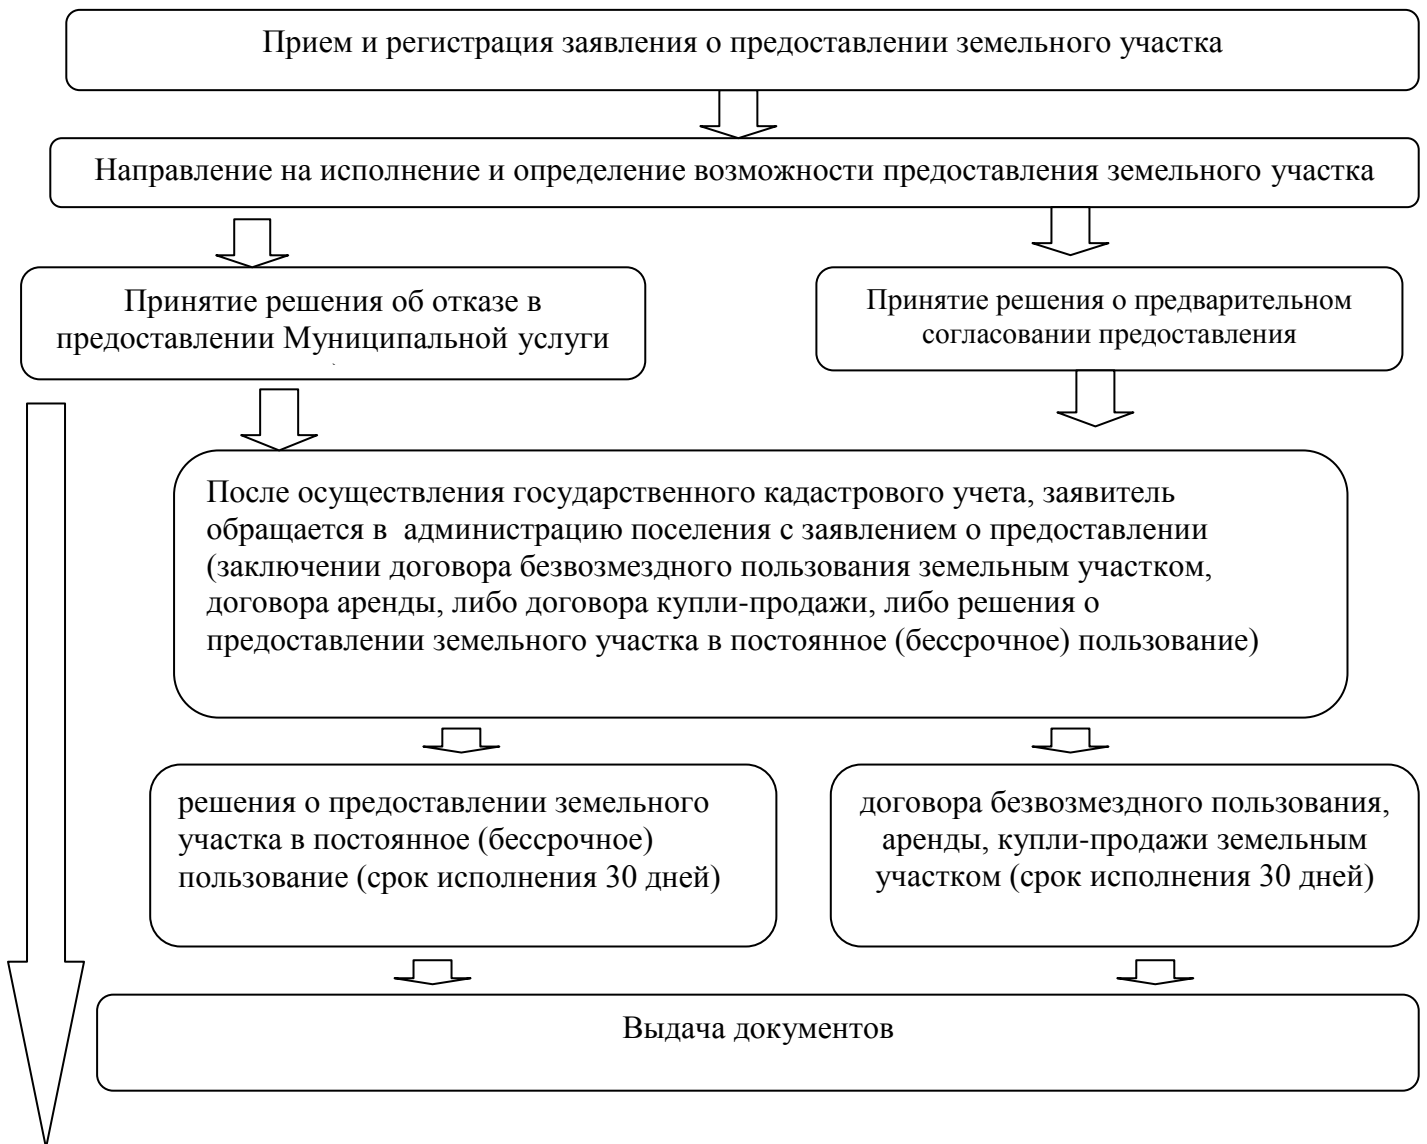 Прием и регистрация заявления о предоставлении земельного участка
Направление на исполнение и определение возможности предоставления земельного участка
Принятие решения об отказе в
предоставлении Муниципальной услуги
Принятие решения о предварительном
согласовании предоставления
После осуществления государственного кадастрового учета, заявитель
обращается в администрацию поселения с заявлением о предоставлении
(заключении договора безвозмездного пользования земельным участком,
договора аренды, либо договора купли-продажи, либо решения о
предоставлении земельного участка в постоянное (бессрочное) пользование)
решения о предоставлении земельного
участка в постоянное (бессрочное)
пользование (срок исполнения 30 дней)
договора безвозмездного пользования,
аренды, купли-продажи земельным
участком (срок исполнения 30 дней)
Выдача документов